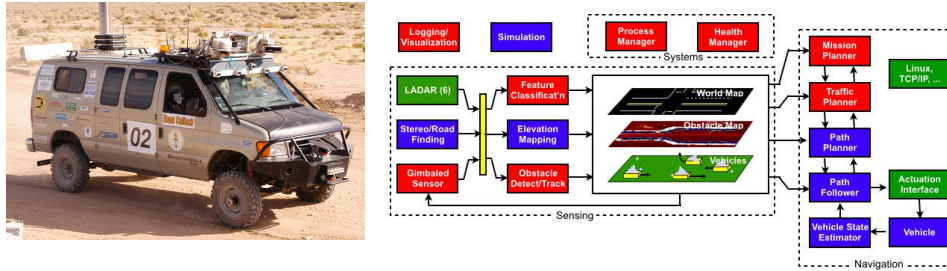 Team Caltech
02
Logging/
Visualization
Simulation
Process
Manager
Health
Manager
Systems
Mission
Planner
Linux,
TCP/IP, ...
LADAR (6)
Feature
Classificat'n
World Map
Traffic
Planner
Stereo/Road
Finding
Elevation
Mapping
Obstacle Map
Path
Planner
Gimbaled
Sensor
Obstacle
Detect/Track
Vehicles
Path
Follower
Actuation
Interface
Sensing
Vehicle State
Estimator
Vehicle
Navigation